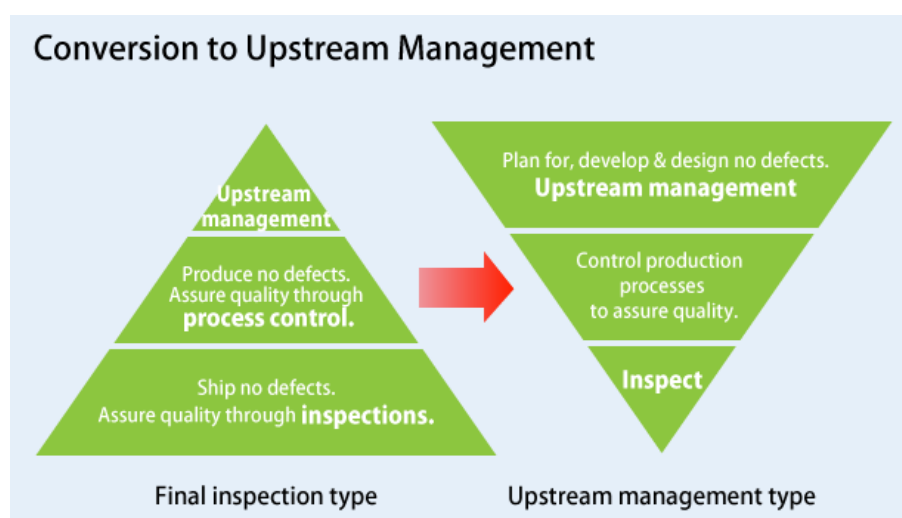 Conversion to Upstream Management
Upstream
management
Produce no defects.
Assure quality through
process control.
Ship no defects.
Assure quality through inspections.
Final inspection type
Plan for, develop & design no defects.
Upstream management
Control production
processes
to assure quality.
Inspect
Upstream management type